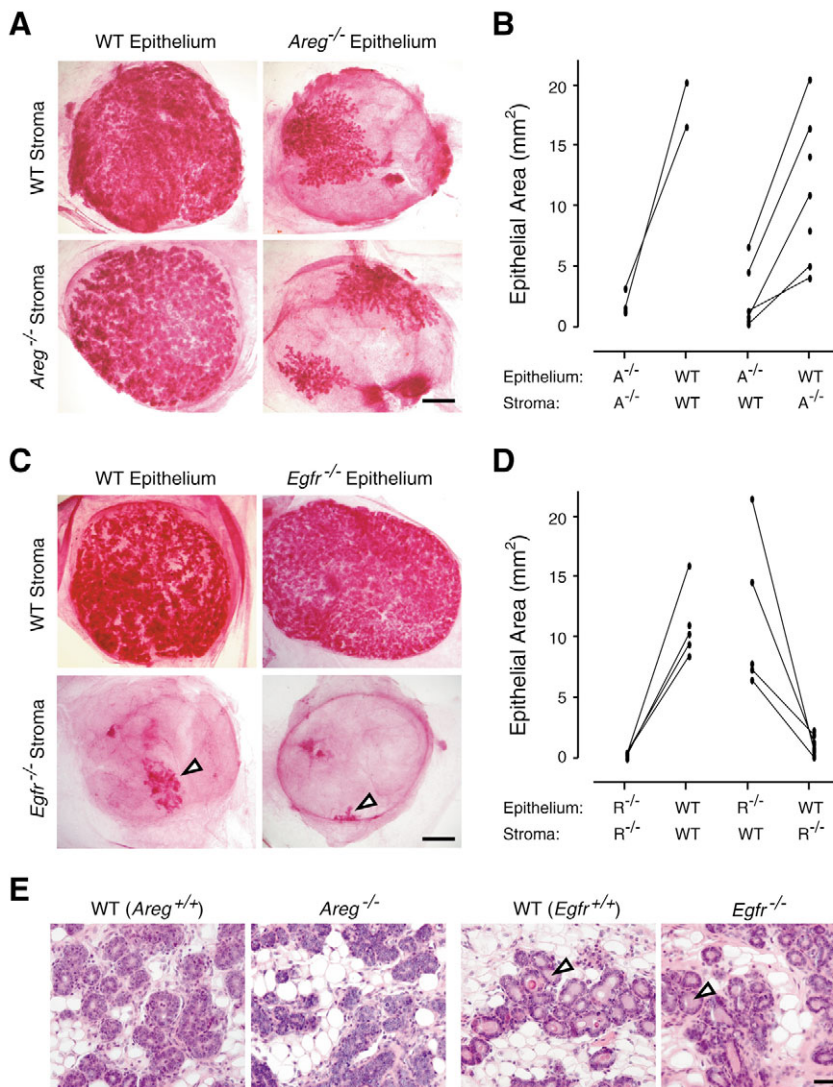 A
WT Epithelium
Areg-/- Epithelium
WT Stroma
Areg-/- Stroma
B
Epithelial Area (mm2)
20
15
10
5
0
Epithelium: A-/- WT A-/- WT
Stroma: A-/- WT WT A-/-
C
WT Epithelium
Egfr-/- Epithelium
WT Stroma
Egfr-/- Stroma
D
Epithelial Area (mm2)
20
15
10
5
0
Epithelium: R-/- WT R-/- WT
Stroma: R-/- WT WT R-/-
E
WT (Areg+/+)
Areg-/-
WT (Egfr+/+)
Egfr-/-